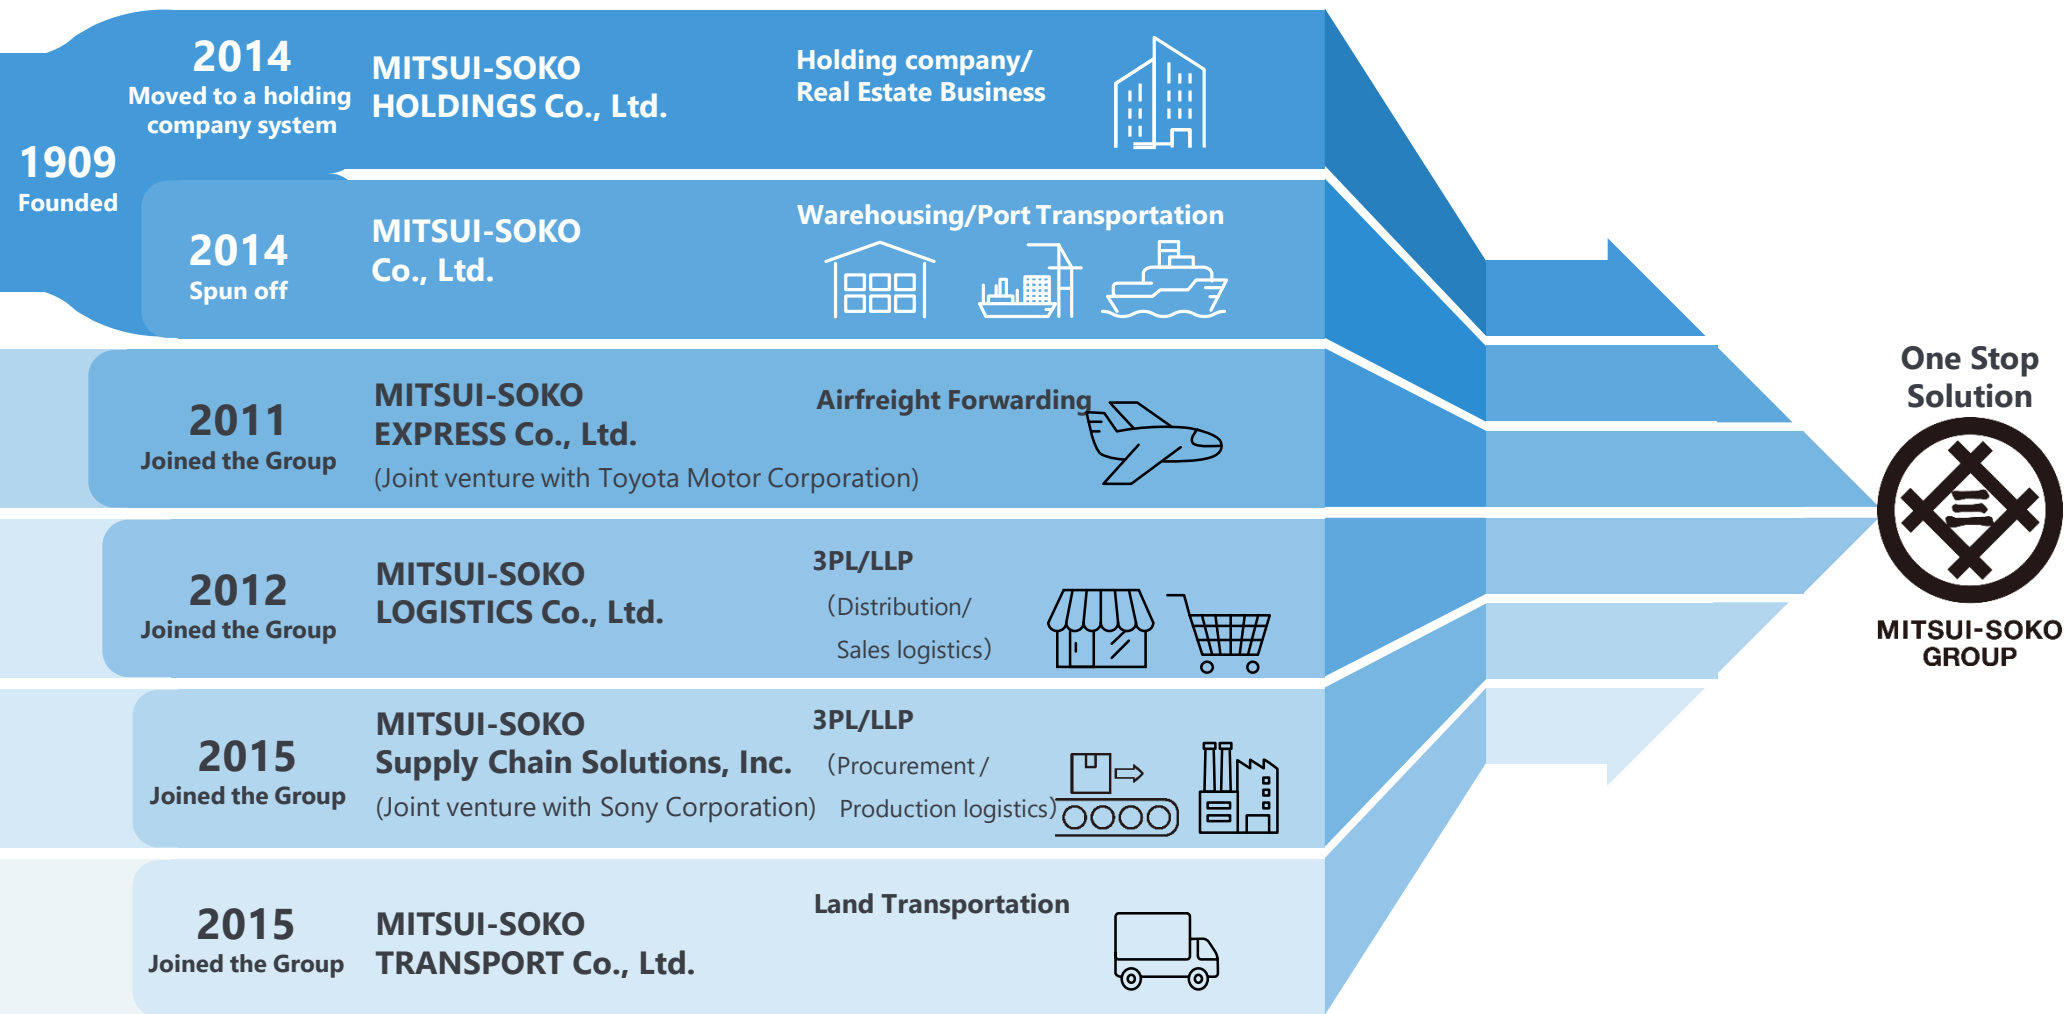 1909
Founded
2014
Moved to a holding
company system
MITSUI-SOKO
HOLDINGS Co., Ltd.
Holding company/
Real Estate Business
2014
Spun off
MITSUI-SOKO
Co., Ltd.
Warehousing/Port Transportation
2011
Joined the Group
MITSUI-SOKO
EXPRESS Co., Ltd.
(Joint venture with Toyota Motor Corporation)
Airfreight Forwarding
2012
Joined the Group
MITSUI-SOKO
LOGISTICS Co., Ltd.
3PL/LLP
（Distribution/
Sales logistics）
2015
Joined the Group
MITSUI-SOKO
Supply Chain Solutions, Inc.
(Joint venture with Sony Corporation)
3PL/LLP
（Procurement /
Production logistics）
2015
Joined the Group
MITSUI-SOKO
TRANSPORT Co., Ltd.
Land Transportation
One Stop
Solution
三
MITSUI-SOKO
GROUP